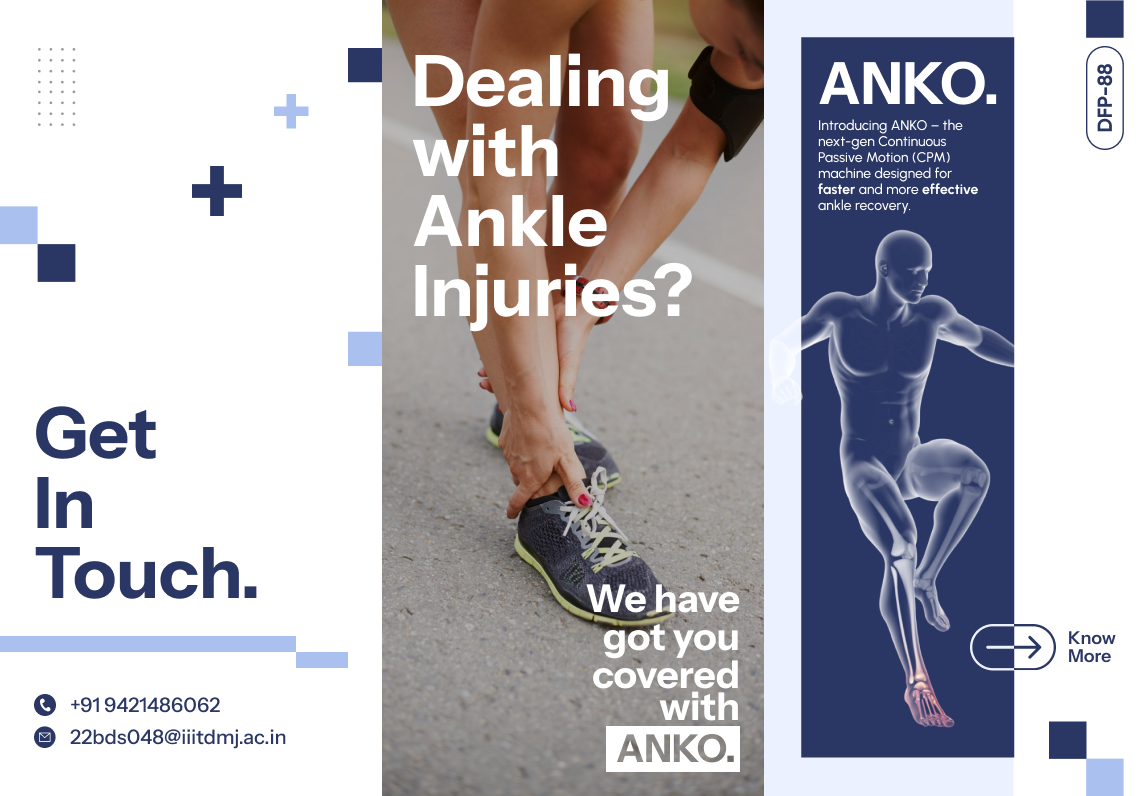 Get
In
Touch.
+91 9421486062
22bds048@iiitdmj.ac.in
Dealing
with
Ankle
Injuries?
We have
got you
covered
with
ANKO.
ANKO.
Introducing ANKO – the
next-gen Continuous
Passive Motion (CPM)
machine designed for
faster and more effective
ankle recovery.
Know
More
DFP-88